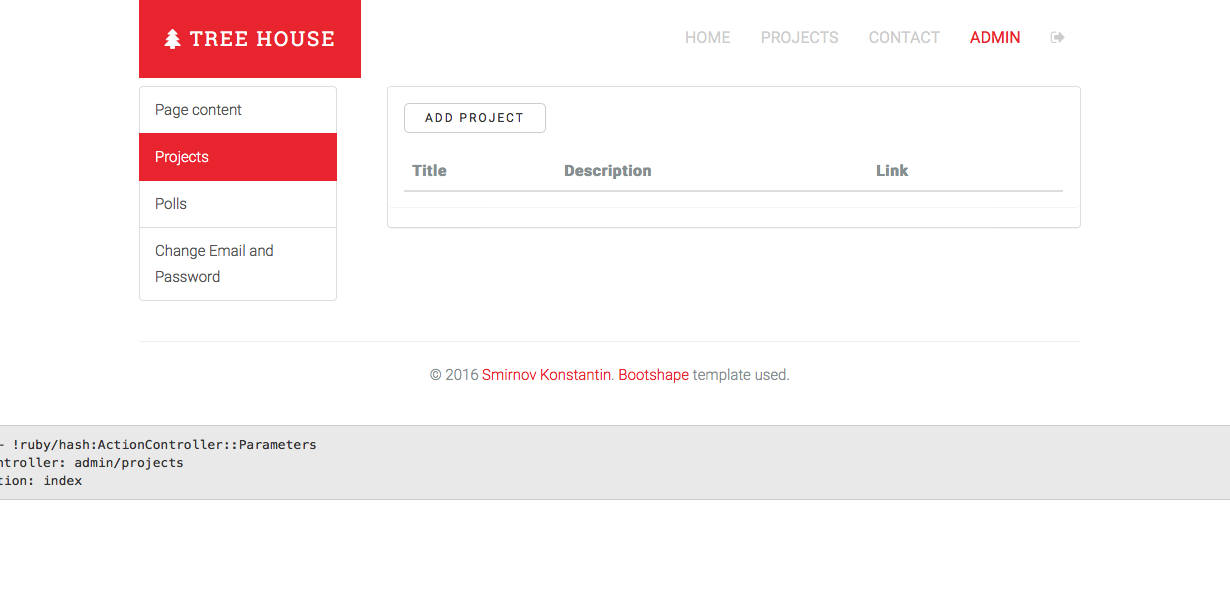 TREE HOUSE
HOME PROJECTS CONTACT ADMIN
Page content
Projects
Polls
Change Email and
Password
ADD PROJECT
Title Description Link
© 2016 Smirnov Konstantin. Bootshape template used.
- !ruby/hash:ActionController::Parameters
ntroller: admin/projects
tion: index